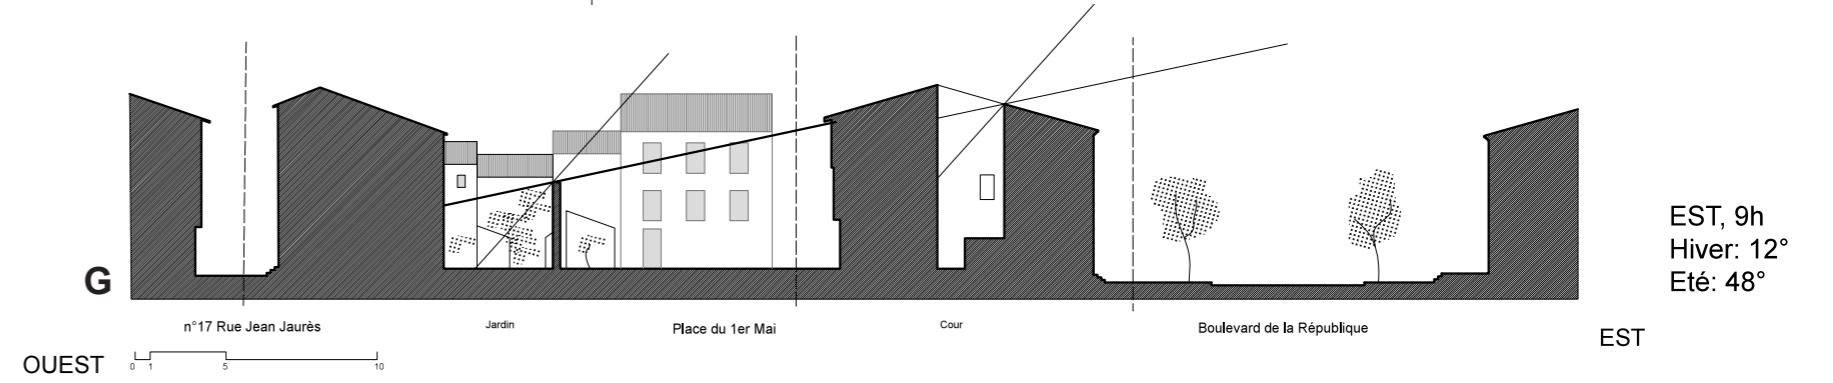 EST, 9h
Hiver: 12°
Eté: 48°
G
n°17 Rue Jean Jaurès
Jardin
Place du 1er Mai
Cour
Boulevard de la République
EST
OUEST
0 1 5 10